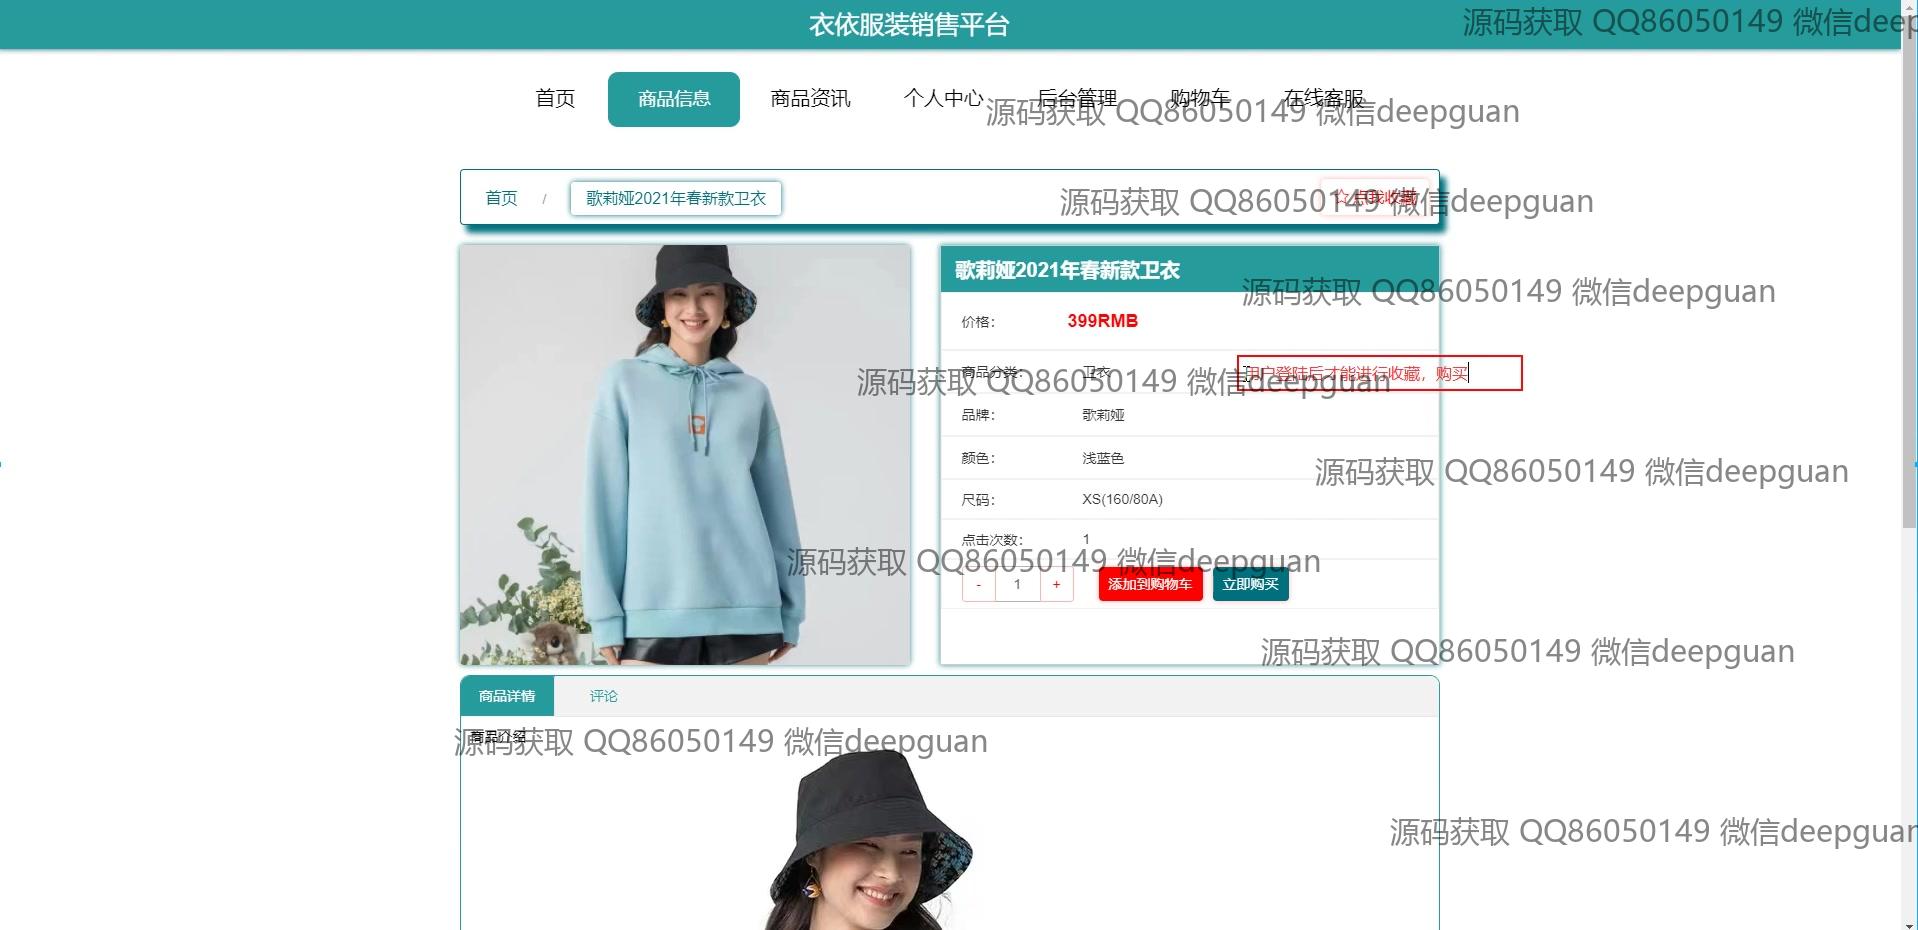 衣依服装销售平台
源码获取 QQ86050149 微信deep
首页 商品信息 商品资讯 个人中心 后台管理 购物车 在线客服
源码获取 QQ86050149 微信deepguan
首页 / 歌莉娅2021年春新款卫衣 ☆ 点我收藏
源码获取 QQ86050149 微信deepguan
歌莉娅2021年春新款卫衣
源码获取 QQ86050149 微信deepguan
价格： 399RMB
商品分类： 卫衣
用户登陆后才能进行收藏，购买
源码获取 QQ86050149 微信deepguan
品牌： 歌莉娅
颜色： 浅蓝色
源码获取 QQ86050149 微信deepguan
尺码： XS(160/80A)
点击次数： 1
源码获取 QQ86050149 微信deepguan
- 1 + 添加到购物车 立即购买
源码获取 QQ86050149 微信deepguan
商品详情 评论
商品介绍
源码获取 QQ86050149 微信deepguan
源码获取 QQ86050149 微信deepguan